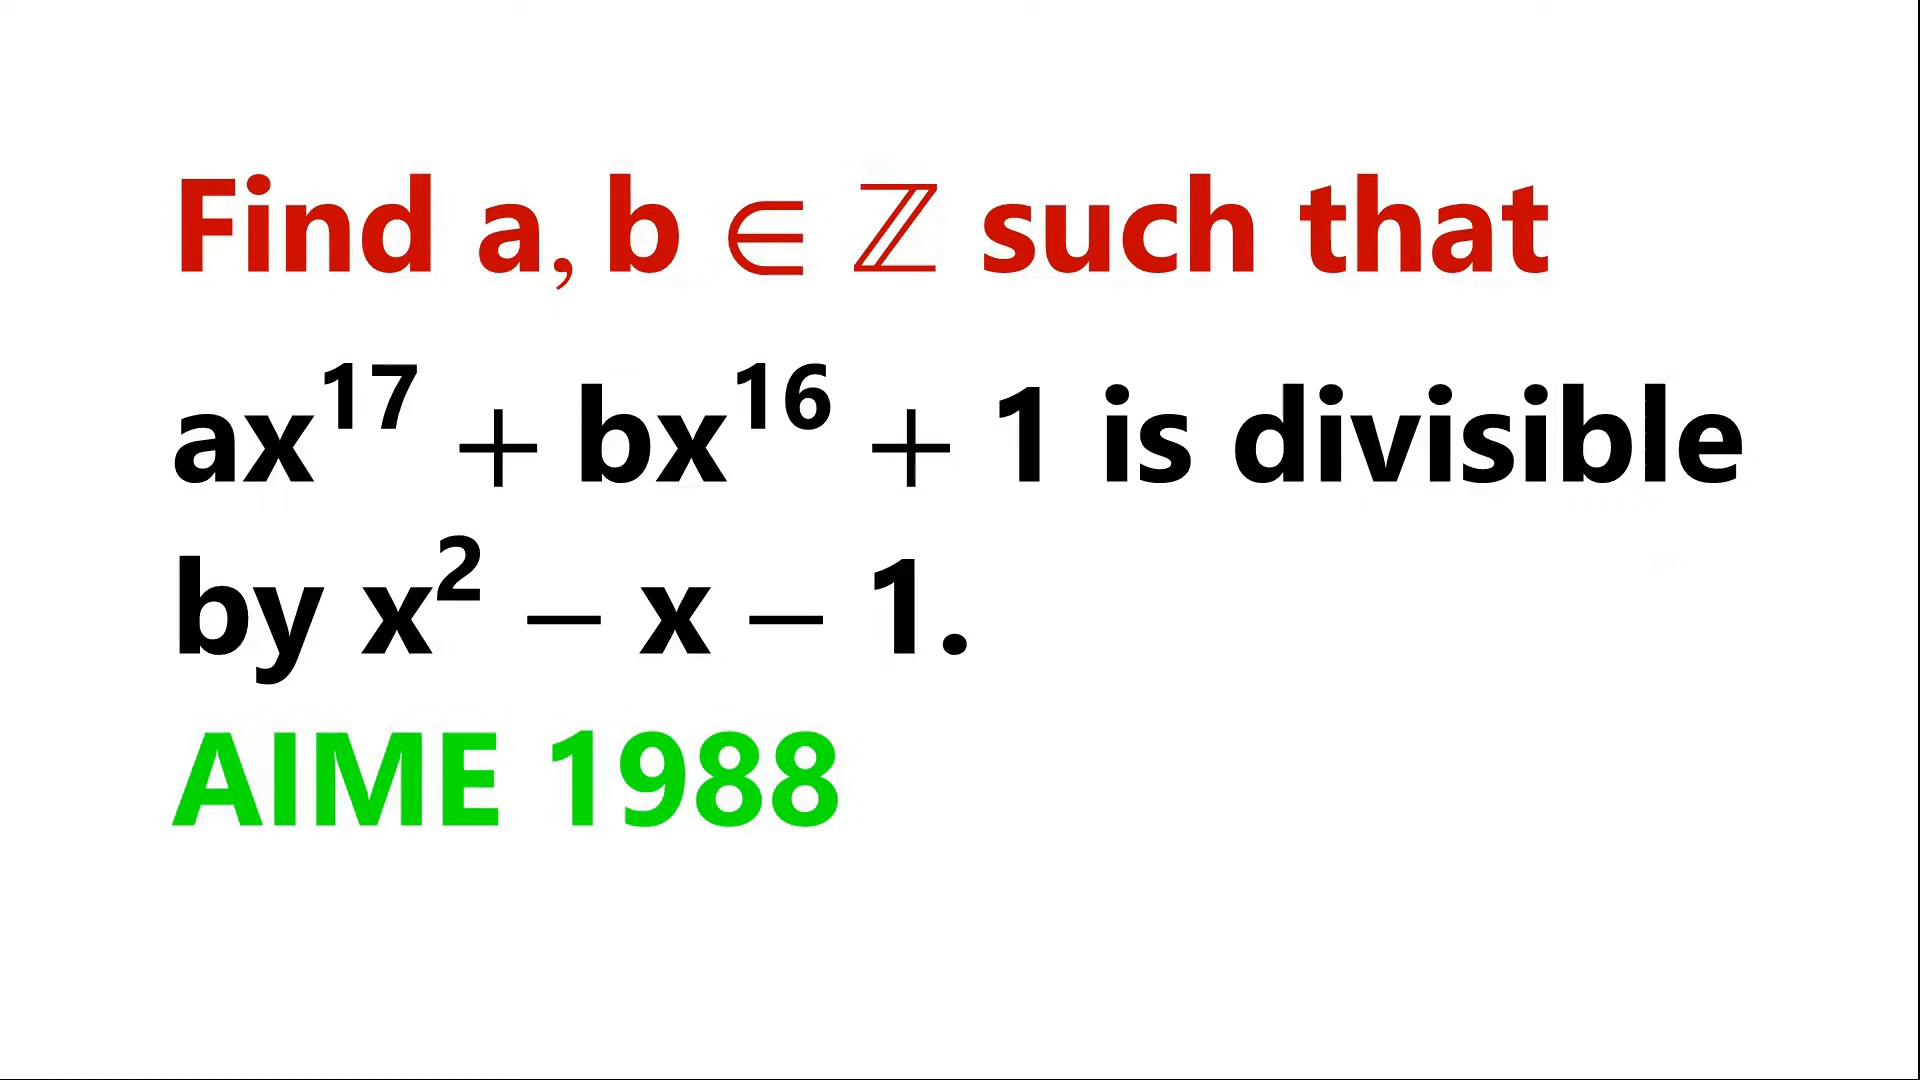 Find a, b ∈ ℤ such that
ax¹⁷ + bx¹⁶ + 1 is divisible
by x² − x − 1.
AIME 1988